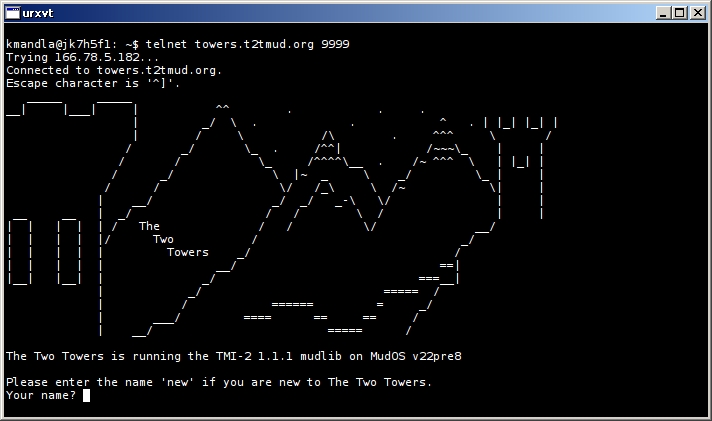 urxvt
kmandla@jk7h5f1: ~$ telnet towers.t2tmud.org 9999
Trying 166.78.5.182...
Connected to towers.t2tmud.org.
Escape character is '^]'.
The
Two
Towers
The Two Towers is running the TMI-2 1.1.1 mudlib on MudOS v22pre8
Please enter the name 'new' if you are new to The Two Towers.
Your name?